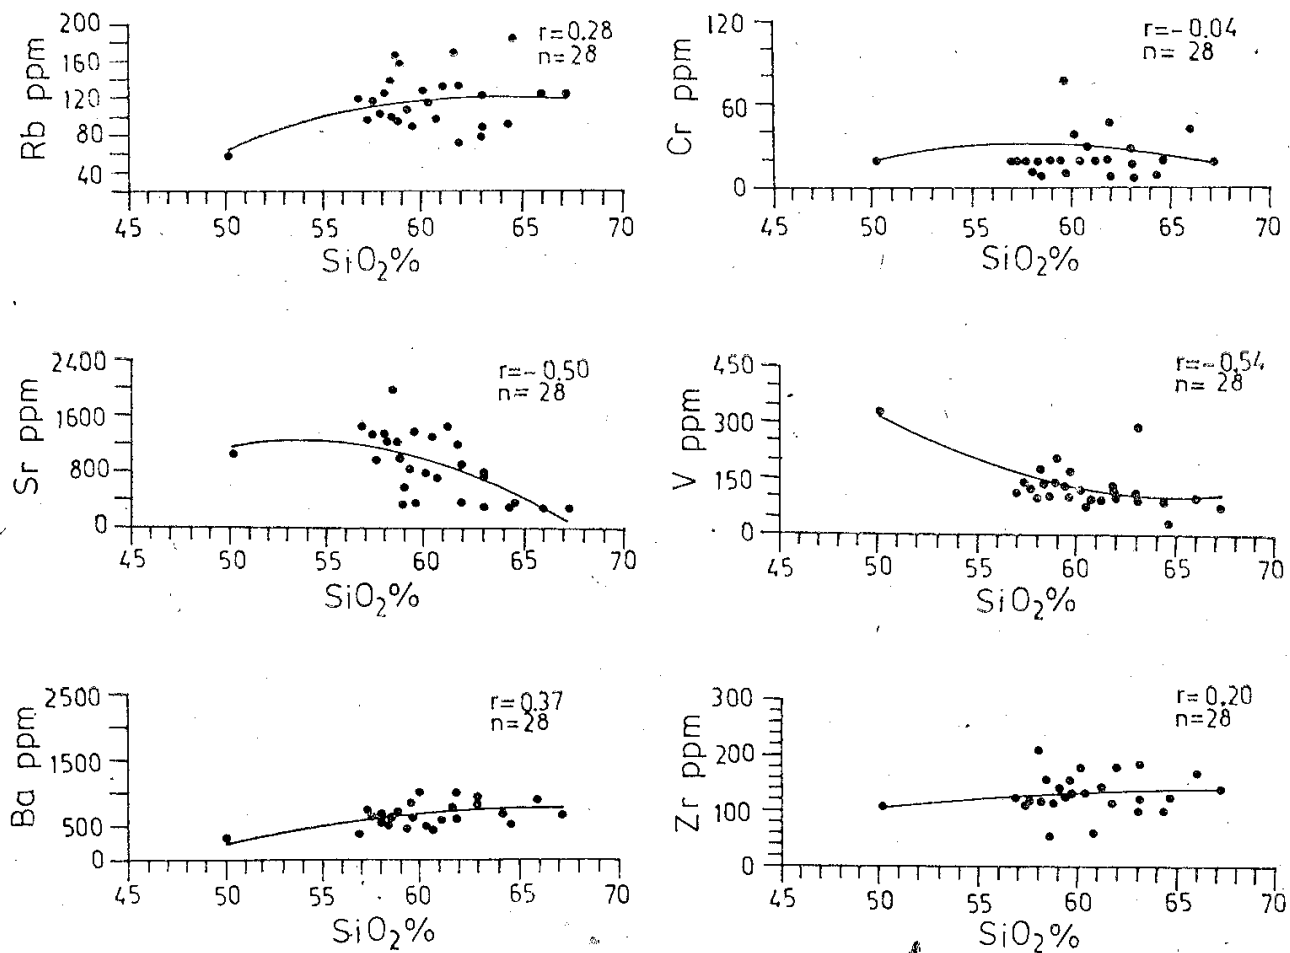 200
160
120
80
40
Rb ppm
r=0.28
n=28
45 50 55 60 65 70
SiO2%
120
60
0
Cr ppm
r=-0.04
n= 28
45 50 55 60 65 70
SiO2%
2400
1600
800
0
Sr ppm
r=-0.50
n= 28
45 50 55 60 65 70
SiO2%
450
300
150
0
V ppm
r=-0.54
n= 28
45 50 55 60 65 70
SiO2%
2500
1500
500
0
Ba ppm
r=0.37
n=28
45 50 55 60 65 70
SiO2%
300
200
100
0
Zr ppm
r=0.20
n=28
45 50 55 60 65 70
SiO2%